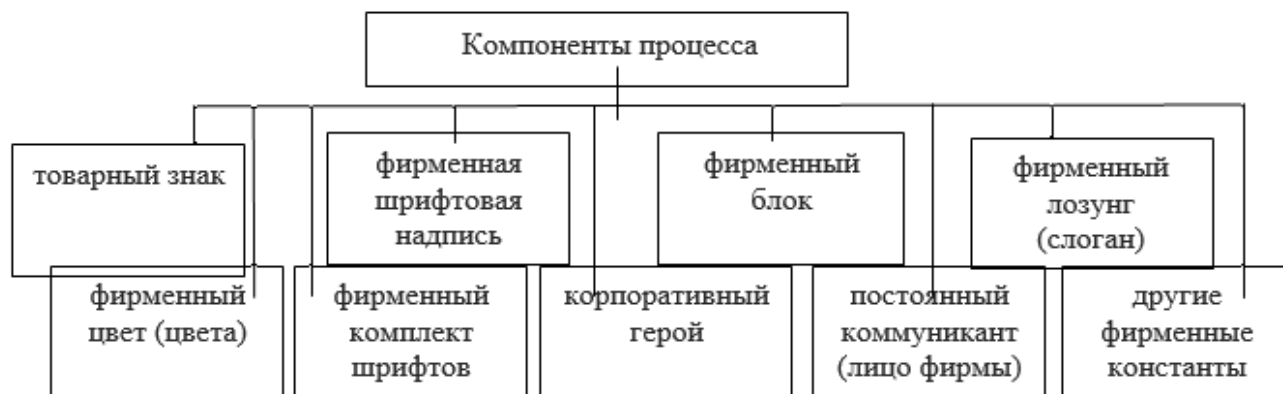 Компоненты процесса
товарный знак
фирменная
шрифтовая
надпись
фирменный
блок
фирменный
лозунг
(слоган)
фирменный
цвет (цвета)
фирменный
комплект
шрифтов
корпоративный
герой
постоянный
коммуникант
(лицо фирмы)
другие
фирменные
константы